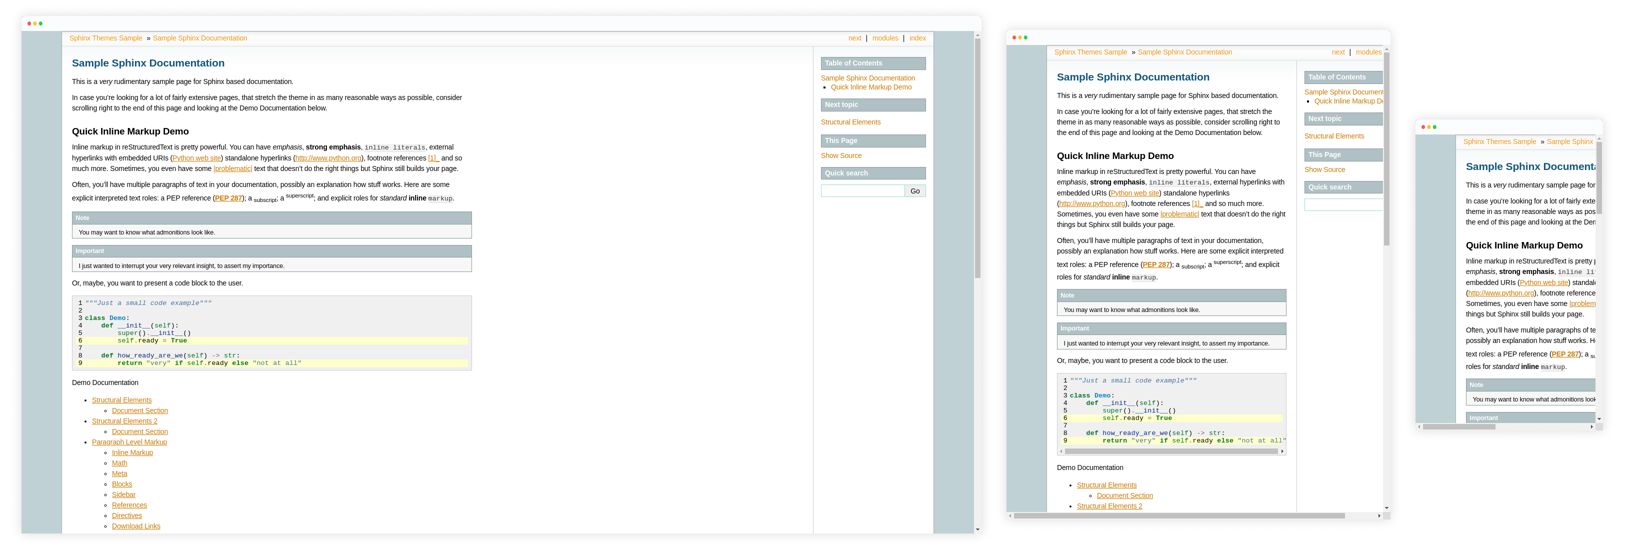 Sphinx Themes Sample » Sample Sphinx Documentation
next | modules | index
Sample Sphinx Documentation
This is a very rudimentary sample page for Sphinx based documentation.
In case you're looking for a lot of fairly extensive pages, that stretch the theme in as many reasonable ways as possible, consider
scrolling right to the end of this page and looking at the Demo Documentation below.
Quick Inline Markup Demo
Inline markup in reStructuredText is pretty powerful. You can have emphasis, strong emphasis, inline literals, external
hyperlinks with embedded URIs (Python web site) standalone hyperlinks (http://www.python.org), footnote references [1]_ and so
much more. Sometimes, you even have some |problematic| text that doesn't do the right things but Sphinx still builds your page.
Often, you'll have multiple paragraphs of text in your documentation, possibly an explanation how stuff works. Here are some
explicit interpreted text roles: a PEP reference (PEP 287); a subscript, a superscript; and explicit roles for standard inline markup.
Note
You may want to know what admonitions look like.
Important
I just wanted to interrupt your very relevant insight, to assert my importance.
Or, maybe, you want to present a code block to the user.
1 """Just a small code example"""
2
3 class Demo:
4     def __init__(self):
5         super().__init__()
6         self.ready = True
7
8     def how_ready_are_we(self) -> str:
9         return "very" if self.ready else "not at all"
Demo Documentation
Structural Elements
Document Section
Structural Elements 2
Document Section
Paragraph Level Markup
Inline Markup
Math
Meta
Blocks
Sidebar
References
Directives
Download Links
Table of Contents
Sample Sphinx Documentation
Quick Inline Markup Demo
Next topic
Structural Elements
This Page
Show Source
Quick search
Go
Sphinx Themes Sample » Sample Sphinx Documentation
next | modules
Sample Sphinx Documentation
This is a very rudimentary sample page for Sphinx based documentation.
In case you're looking for a lot of fairly extensive pages, that stretch the
theme in as many reasonable ways as possible, consider scrolling right to
the end of this page and looking at the Demo Documentation below.
Quick Inline Markup Demo
Inline markup in reStructuredText is pretty powerful. You can have
emphasis, strong emphasis, inline literals, external hyperlinks with
embedded URIs (Python web site) standalone hyperlinks
(http://www.python.org), footnote references [1]_ and so much more.
Sometimes, you even have some |problematic| text that doesn't do the right
things but Sphinx still builds your page.
Often, you'll have multiple paragraphs of text in your documentation,
possibly an explanation how stuff works. Here are some explicit interpreted
text roles: a PEP reference (PEP 287); a subscript; a superscript; and explicit
roles for standard inline markup.
Note
You may want to know what admonitions look like.
Important
I just wanted to interrupt your very relevant insight, to assert my importance.
Or, maybe, you want to present a code block to the user.
1 """Just a small code example"""
2
3 class Demo:
4     def __init__(self):
5         super().__init__()
6         self.ready = True
7
8     def how_ready_are_we(self) -> str:
9         return "very" if self.ready else "not at all"
Demo Documentation
Structural Elements
Document Section
Structural Elements 2
Table of Contents
Sample Sphinx Document
Quick Inline Markup De
Next topic
Structural Elements
This Page
Show Source
Quick search
Sphinx Themes Sample » Sample Sphinx
Sample Sphinx Documenta
This is a very rudimentary sample page for
In case you're looking for a lot of fairly exte
theme in as many reasonable ways as pos
the end of this page and looking at the Den
Quick Inline Markup Demo
Inline markup in reStructuredText is pretty p
emphasis, strong emphasis, inline lit
embedded URIs (Python web site) standalo
(http://www.python.org), footnote reference
Sometimes, you even have some |problem
things but Sphinx still builds your page.
Often, you'll have multiple paragraphs of te
possibly an explanation how stuff works. He
text roles: a PEP reference (PEP 287); a su
roles for standard inline markup.
Note
You may want to know what admonitions look
Important